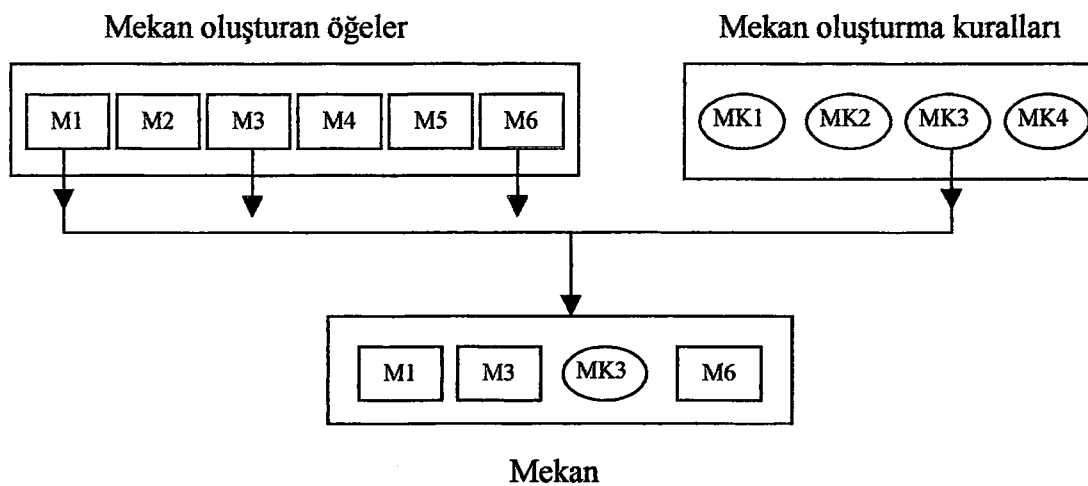 Mekan oluşturan öğeler
Mekan oluşturma kuralları
M1 M2 M3 M4 M5 M6
MK1 MK2 MK3 MK4
M1 M3 MK3 M6
Mekan